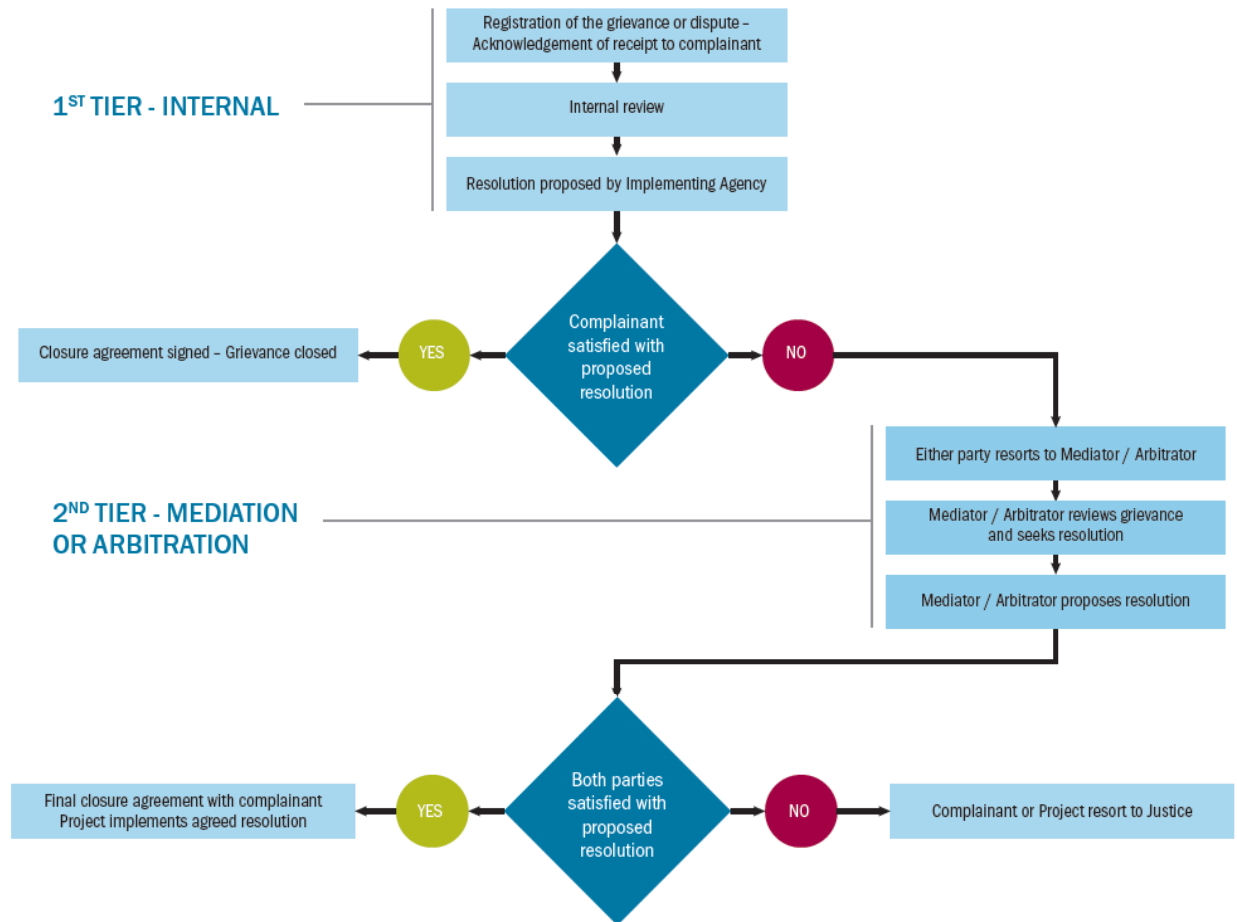 Registration of the grievance or dispute –
Acknowledgement of receipt to complainant
1ST TIER - INTERNAL
Internal review
Resolution proposed by Implementing Agency
Complainant
satisfied with
proposed
resolution
YES
NO
Closure agreement signed – Grievance closed
Either party resorts to Mediator / Arbitrator
2ND TIER - MEDIATION
OR ARBITRATION
Mediator / Arbitrator reviews grievance
and seeks resolution
Mediator / Arbitrator proposes resolution
Both parties
satisfied with
proposed
resolution
YES
NO
Final closure agreement with complainant
Project implements agreed resolution
Complainant or Project resort to Justice